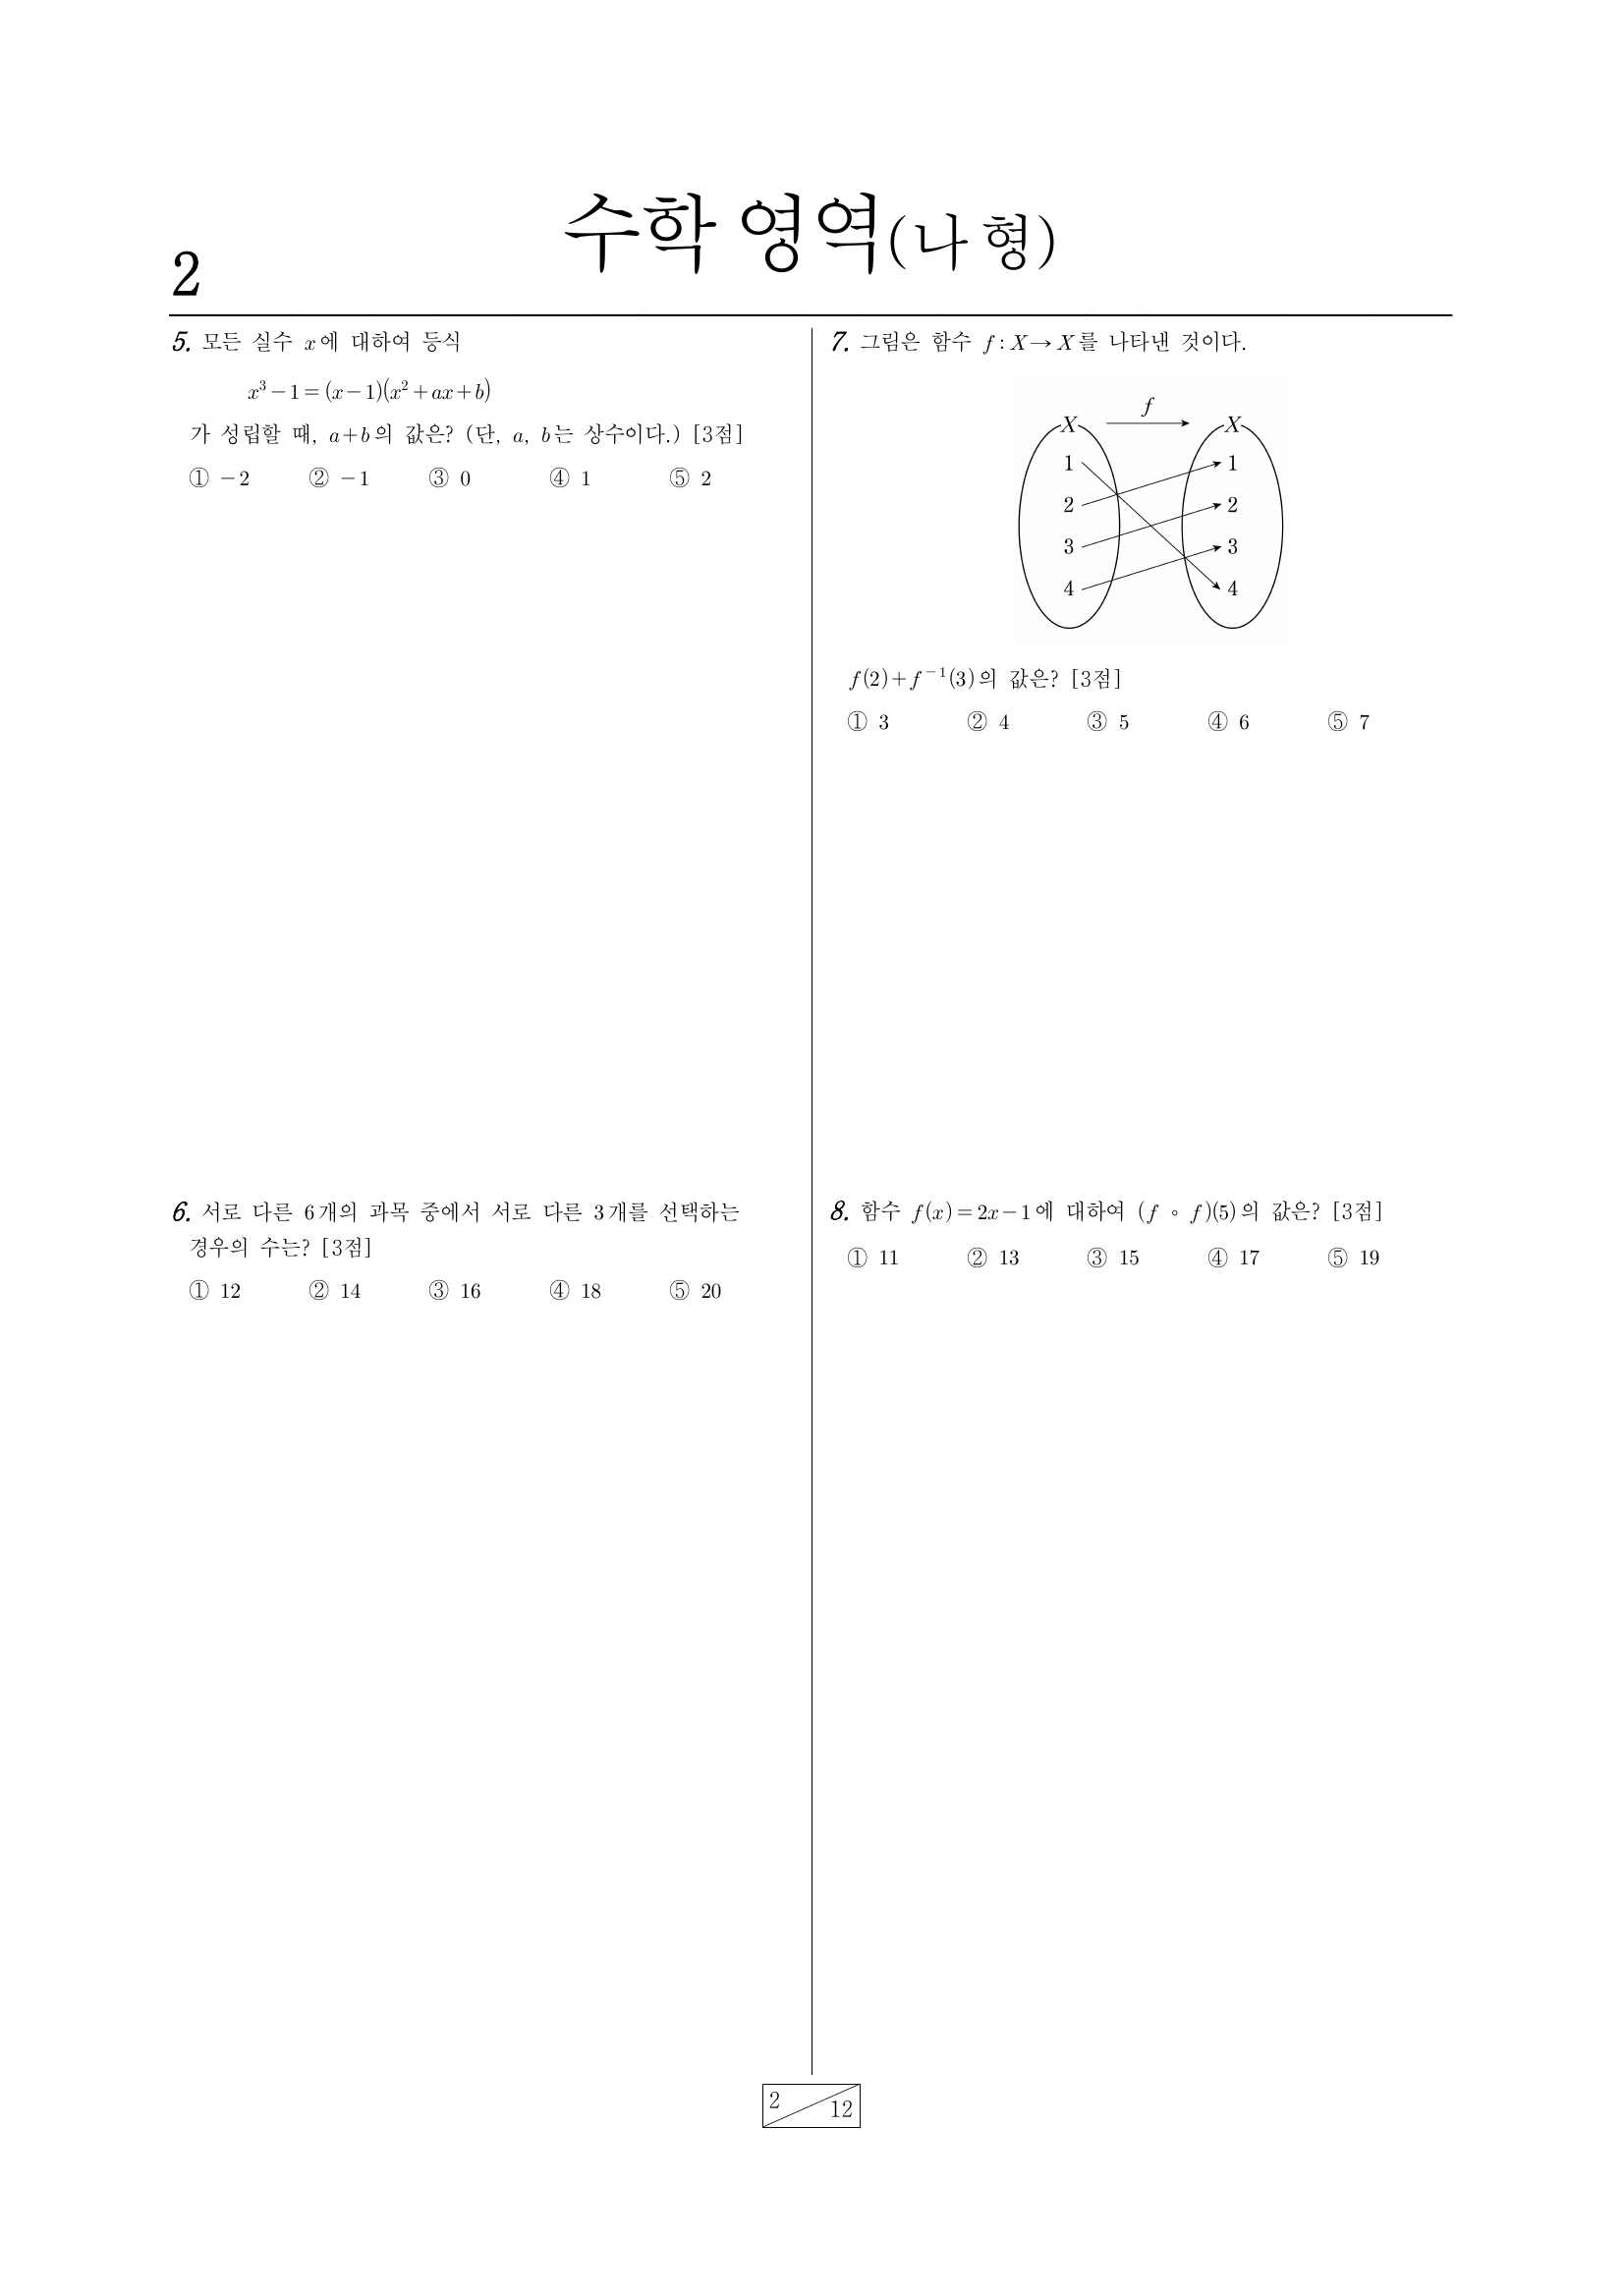 수학 영역(나 형)
2
5. 모든 실수 x에 대하여 등식
x³−1=(x−1)(x²+ax+b)
가 성립할 때, a+b의 값은? (단, a, b는 상수이다.) [3점]
① −2 ② −1 ③ 0 ④ 1 ⑤ 2
6. 서로 다른 6개의 과목 중에서 서로 다른 3개를 선택하는
경우의 수는? [3점]
① 12 ② 14 ③ 16 ④ 18 ⑤ 20
7. 그림은 함수 f : X→X를 나타낸 것이다.
f
X X
1 1
2 2
3 3
4 4
f(2)+f⁻¹(3)의 값은? [3점]
① 3 ② 4 ③ 5 ④ 6 ⑤ 7
8. 함수 f(x)=2x−1에 대하여 (f ∘ f)(5)의 값은? [3점]
① 11 ② 13 ③ 15 ④ 17 ⑤ 19
2 12